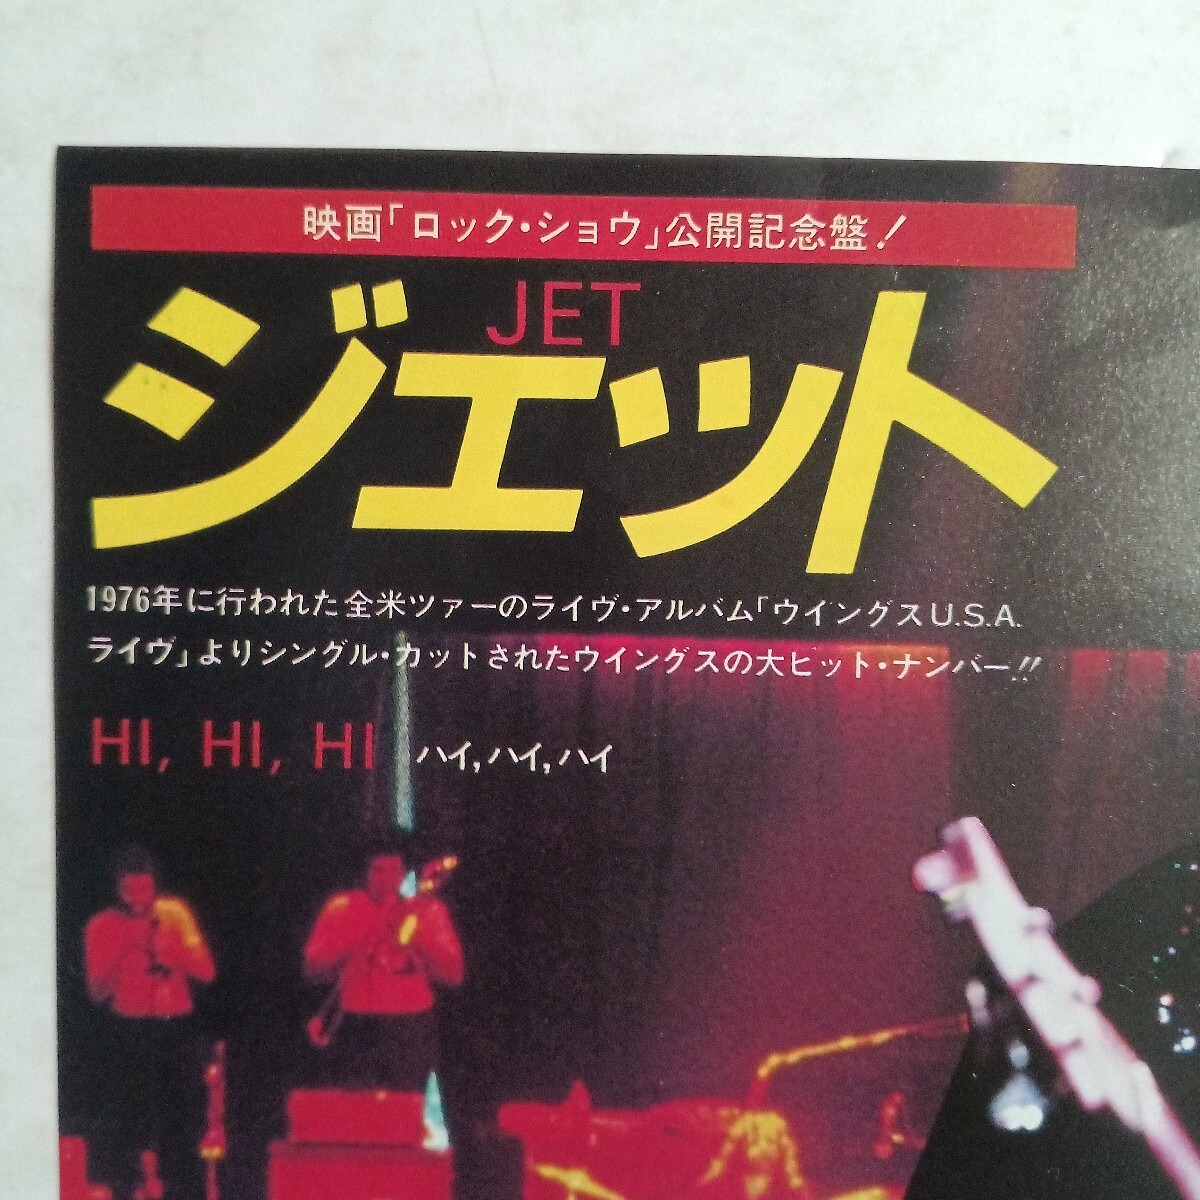 映画「ロック・ショウ」公開記念盤！
JET
ジェット
1976年に行われた全米ツァーのライヴ・アルバム「ウイングスU.S.A.
ライヴ」よりシングル・カットされたウイングスの大ヒット・ナンバー!!
HI, HI, HI ハイ,ハイ,ハイ